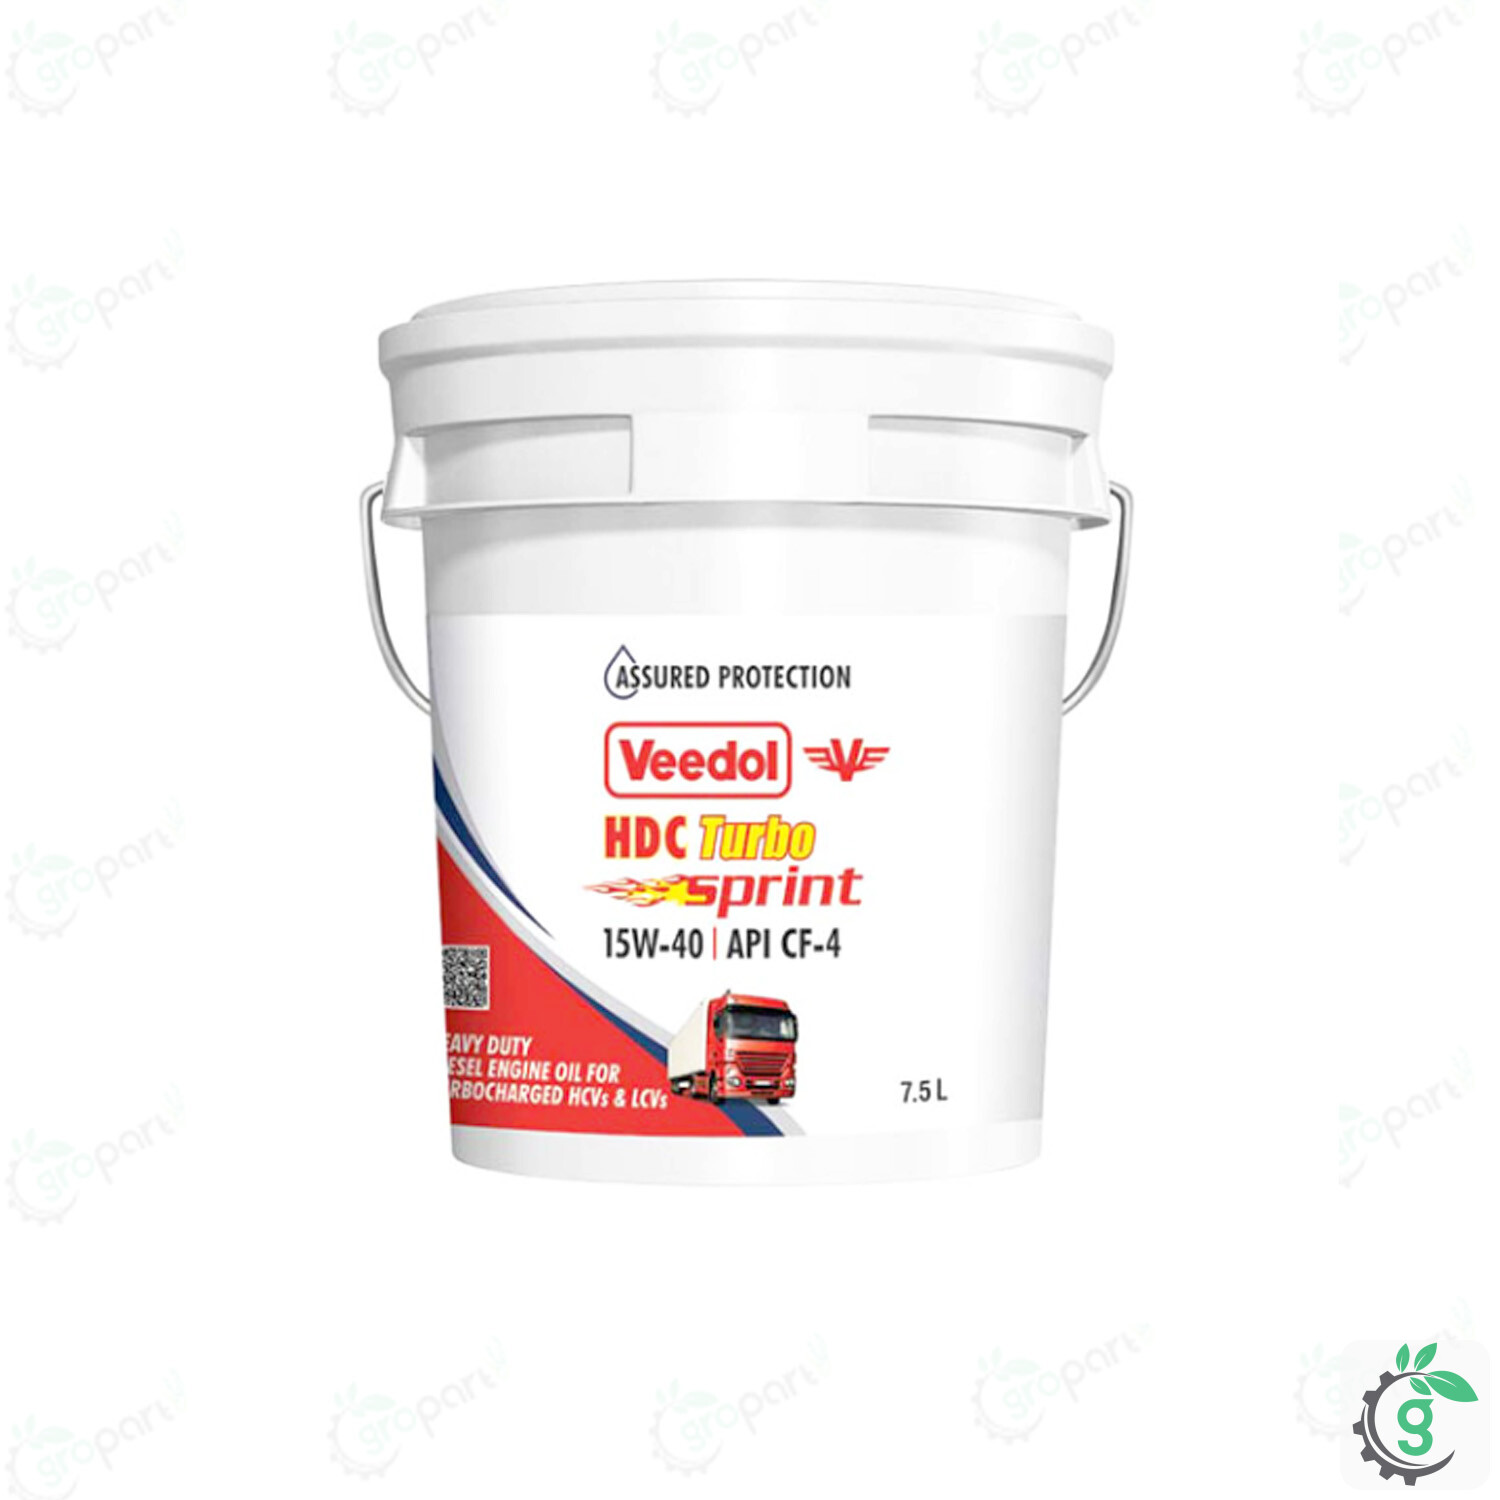 ASSURED PROTECTION
Veedol
HDC Turbo
sprint
15W-40 | API CF-4
EAVY DUTY
ESEL ENGINE OIL FOR
RBOCHARGED HCVs & LCVs
7.5 L
g
gropart